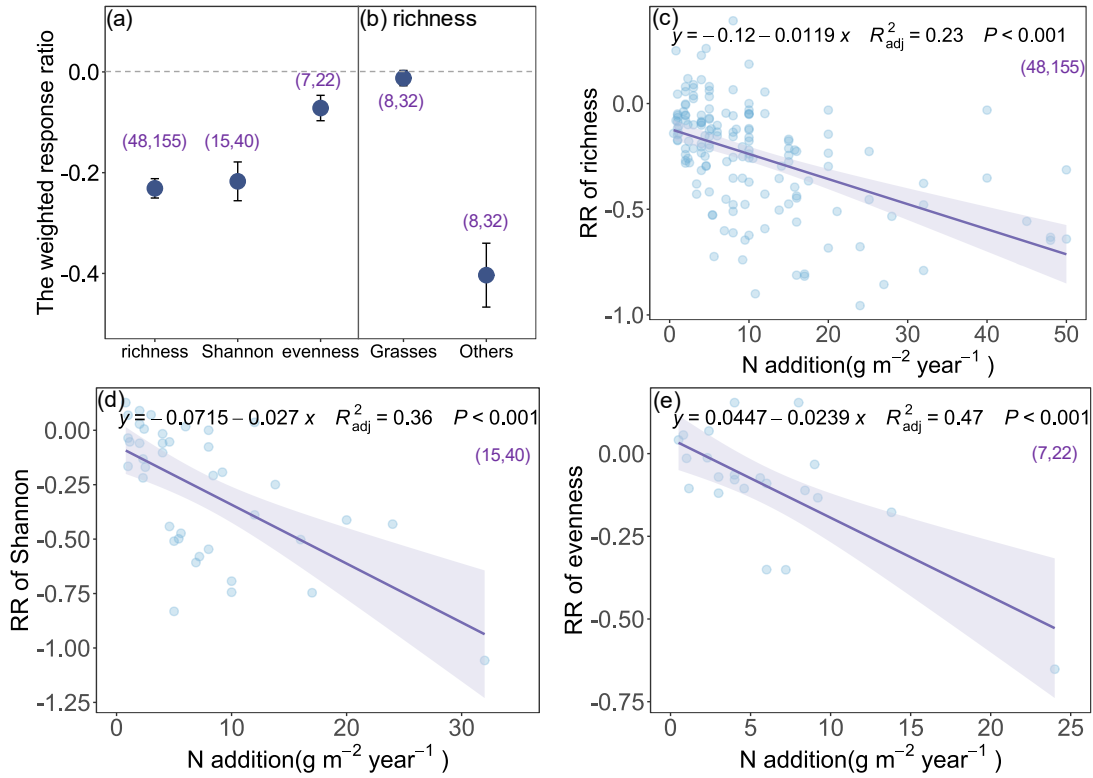 (a)
(b) richness
The weighted response ratio
0.0
-0.2
-0.4
(48,155)
(15,40)
(7,22)
(8,32)
(8,32)
richness
Shannon
evenness
Grasses
Others
(c)
y = −0.12−0.0119 x R²adj = 0.23 P < 0.001
(48,155)
RR of richness
0.0
-0.5
-1.0
0
10
20
30
40
50
N addition(g m⁻² year⁻¹ )
(d)
y = −0.0715−0.027 x R²adj = 0.36 P < 0.001
(15,40)
RR of Shannon
0.00
-0.25
-0.50
-0.75
-1.00
-1.25
0
10
20
30
N addition(g m⁻² year⁻¹ )
(e)
y = 0.0447−0.0239 x R²adj = 0.47 P < 0.001
(7,22)
RR of evenness
0.00
-0.25
-0.50
-0.75
0
5
10
15
20
25
N addition(g m⁻² year⁻¹ )